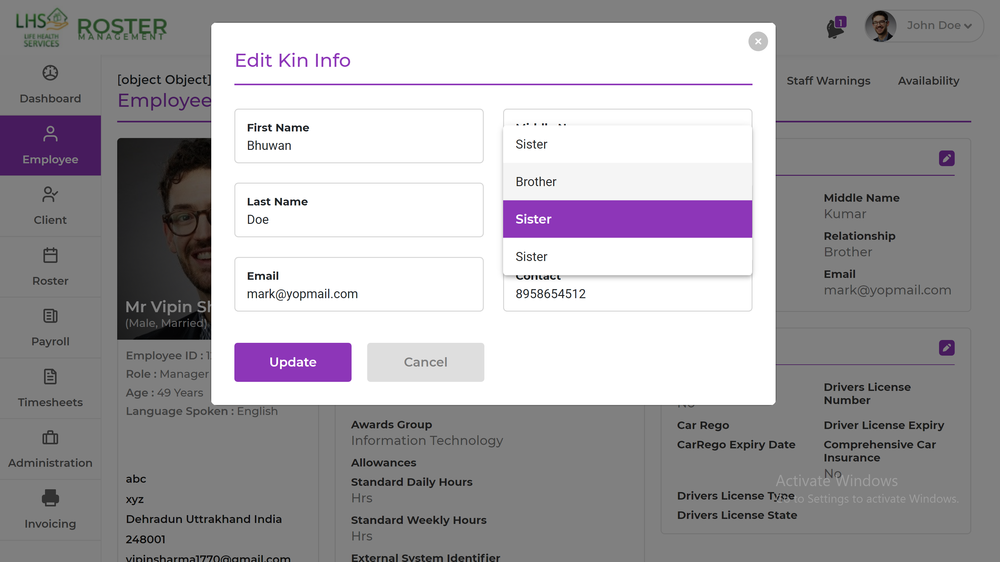 LHS
LIFE HEALTH
SERVICES
ROSTER
MANAGEMENT
1
John Doe
Dashboard
Employee
Client
Roster
Payroll
Timesheets
Administration
Invoicing
[object Object]
Employee
Staff Warnings
Availability
Edit Kin Info
First Name
Bhuwan
Last Name
Doe
Email
mark@yopmail.com
Sister
Brother
Sister
Sister
Contact
8958654512
Update
Cancel
Mr Vipin
(Male, Married)
Employee ID :
Role : Manager
Age : 49 Years
Language Spoken : English
abc
xyz
Dehradun Uttrakhand India
248001
vipinsharma1770@gmail.com
Awards Group
Information Technology
Allowances
Standard Daily Hours
Hrs
Standard Weekly Hours
Hrs
External System Identifier
Middle Name
Kumar
Relationship
Brother
Email
mark@yopmail.com
No
Drivers License
Number
Car Rego
Driver License Expiry
CarRego Expiry Date
Comprehensive Car
Insurance
No
Drivers License Type
Drivers License State
Activate Windows
Go to Settings to activate Windows.